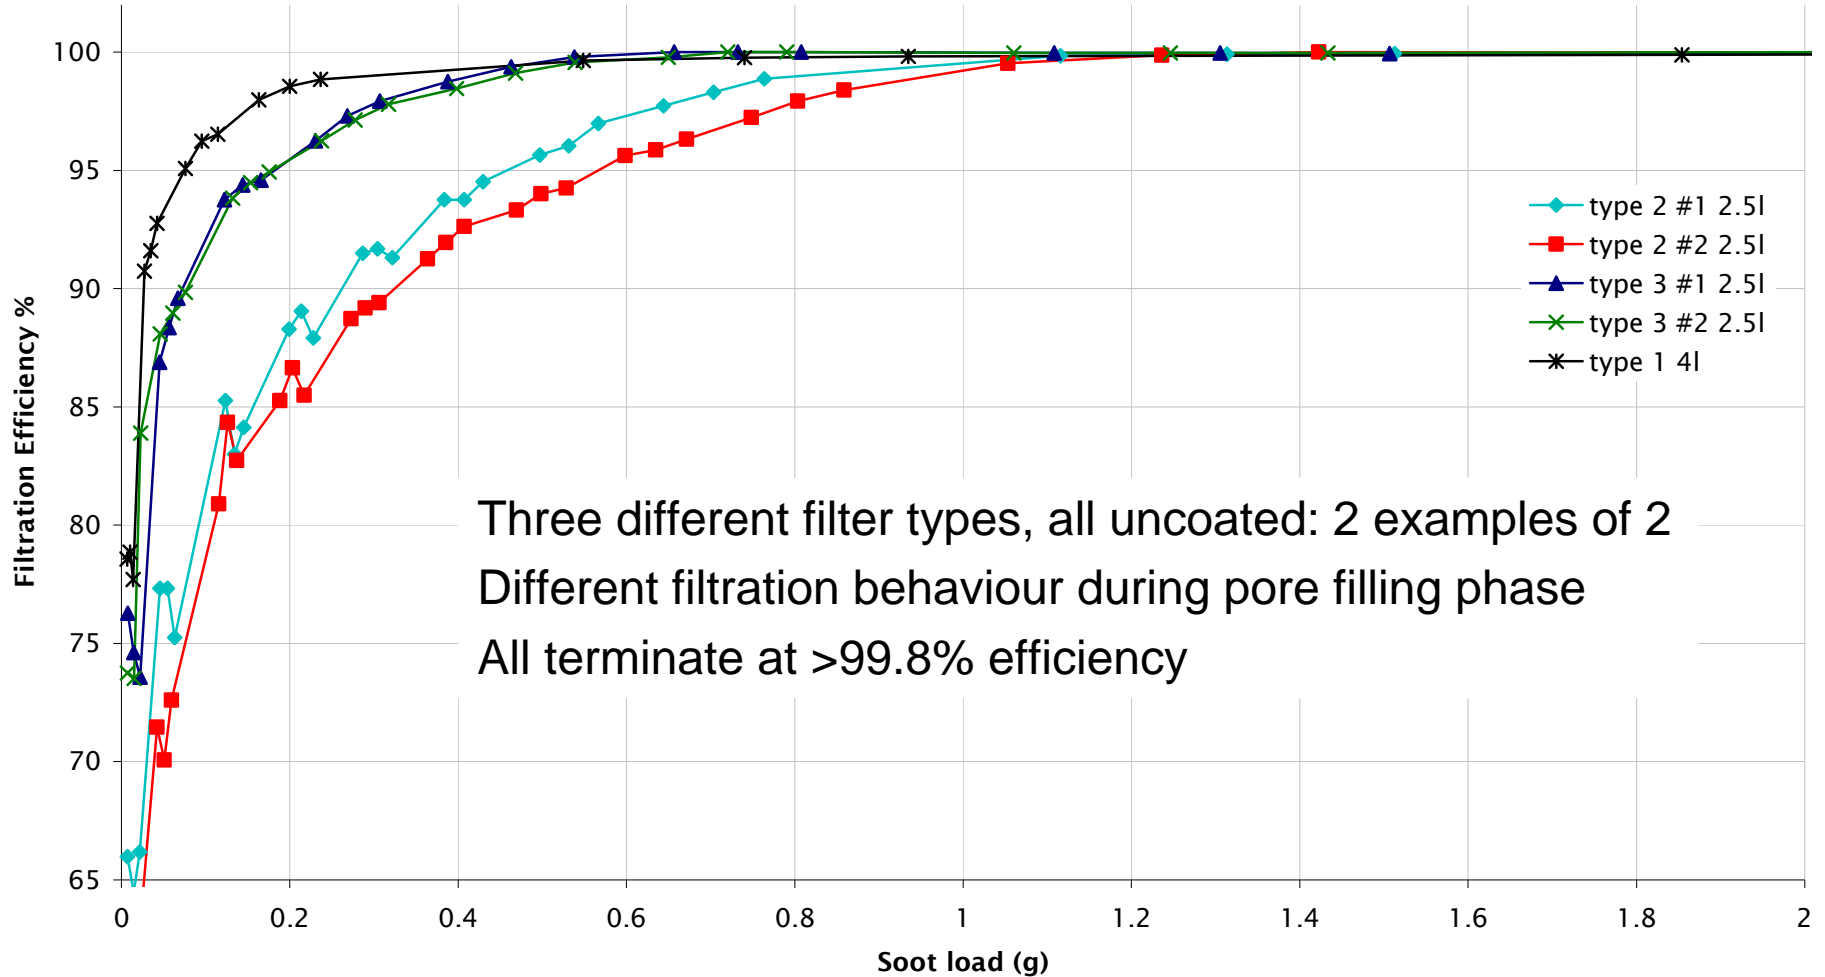 100
95
90
85
80
75
70
65
Filtration Efficiency %
type 2 #1 2.5l
type 2 #2 2.5l
type 3 #1 2.5l
type 3 #2 2.5l
type 1 4l
Three different filter types, all uncoated: 2 examples of 2
Different filtration behaviour during pore filling phase
All terminate at >99.8% efficiency
0 0.2 0.4 0.6 0.8 1 1.2 1.4 1.6 1.8 2
Soot load (g)